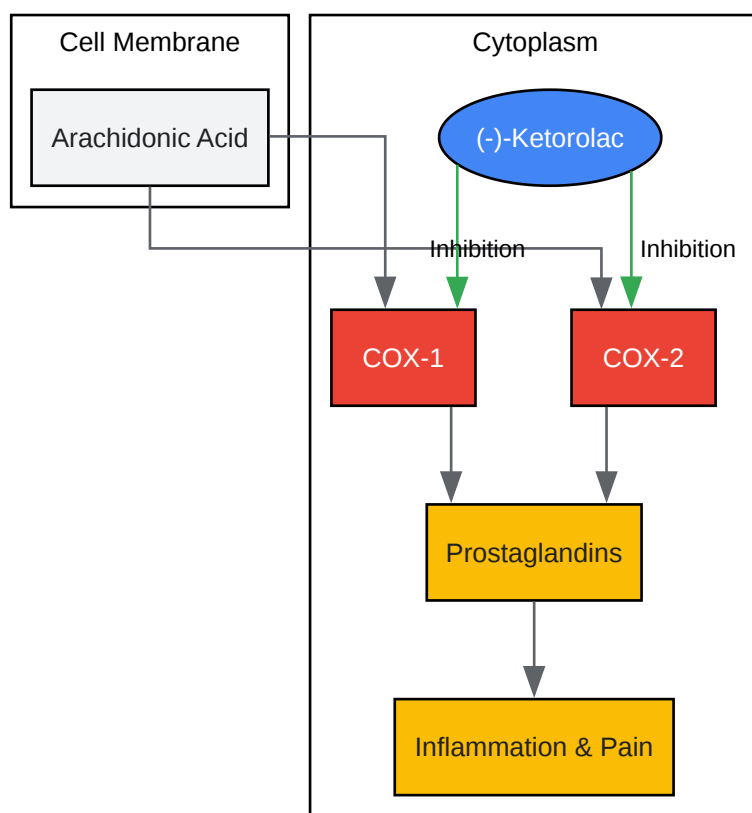 Cell Membrane
Cytoplasm
Arachidonic Acid
(-)-Ketorolac
Inhibition
Inhibition
COX-1
COX-2
Prostaglandins
Inflammation & Pain